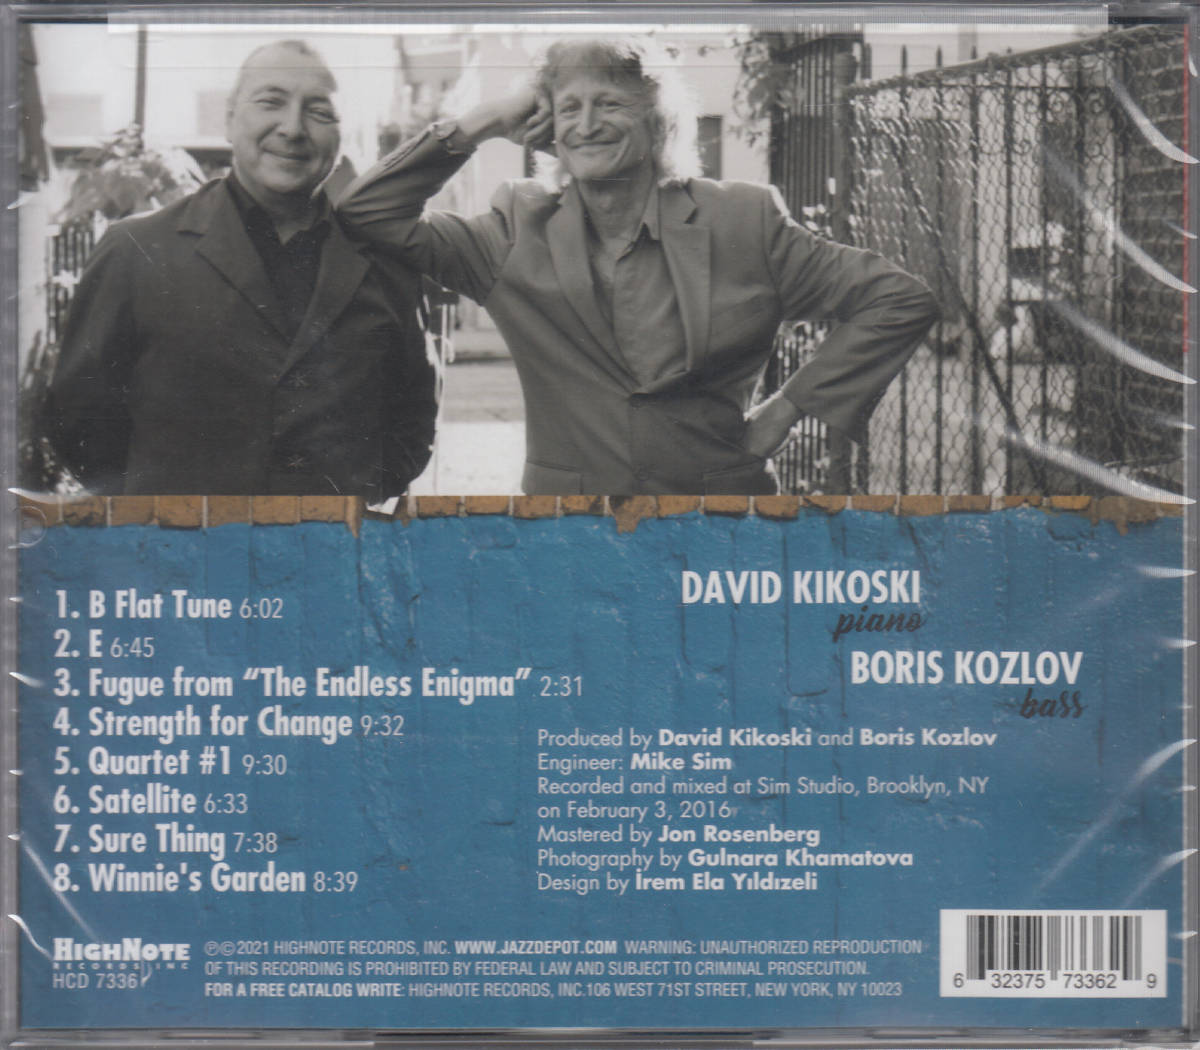 1. B Flat Tune 6:02
2. E 6:45
3. Fugue from “The Endless Enigma” 2:31
4. Strength for Change 9:32
5. Quartet #1 9:30
6. Satellite 6:33
7. Sure Thing 7:38
8. Winnie's Garden 8:39
DAVID KIKOSKI
piano
BORIS KOZLOV
bass
Produced by David Kikoski and Boris Kozlov
Engineer: Mike Sim
Recorded and mixed at Sim Studio, Brooklyn, NY
on February 3, 2016
Mastered by Jon Rosenberg
Photography by Gulnara Khamatova
Design by İrem Ela Yıldızeli
HIGHNOTE
RECORDS, INC
HCD 7336
℗©2021 HIGHNOTE RECORDS, INC. WWW.JAZZDEPOT.COM WARNING: UNAUTHORIZED REPRODUCTION
OF THIS RECORDING IS PROHIBITED BY FEDERAL LAW AND SUBJECT TO CRIMINAL PROSECUTION.
FOR A FREE CATALOG WRITE: HIGHNOTE RECORDS, INC.106 WEST 71ST STREET, NEW YORK, NY 10023
6 32375 73362 9